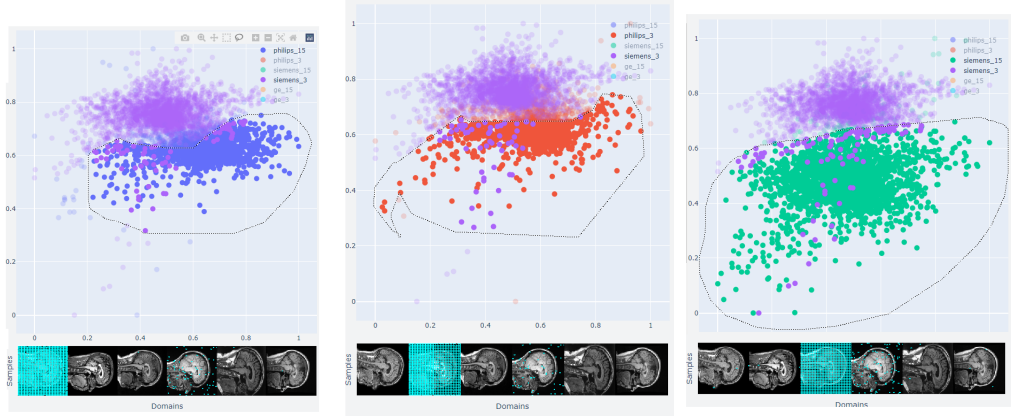 1
0.8
0.6
0.4
0.2
0
0
0.2
0.4
0.6
0.8
1
philips_15
philips_3
siemens_15
siemens_3
ge_15
ge_3
Samples
Domains
1
0.8
0.6
0.4
0.2
0
0
0.2
0.4
0.6
0.8
1
philips_15
philips_3
siemens_15
siemens_3
ge_15
ge_3
Samples
Domains
1
0.8
0.6
0.4
0.2
0
philips_15
philips_3
siemens_15
siemens_3
ge_15
ge_3
Samples
Domains